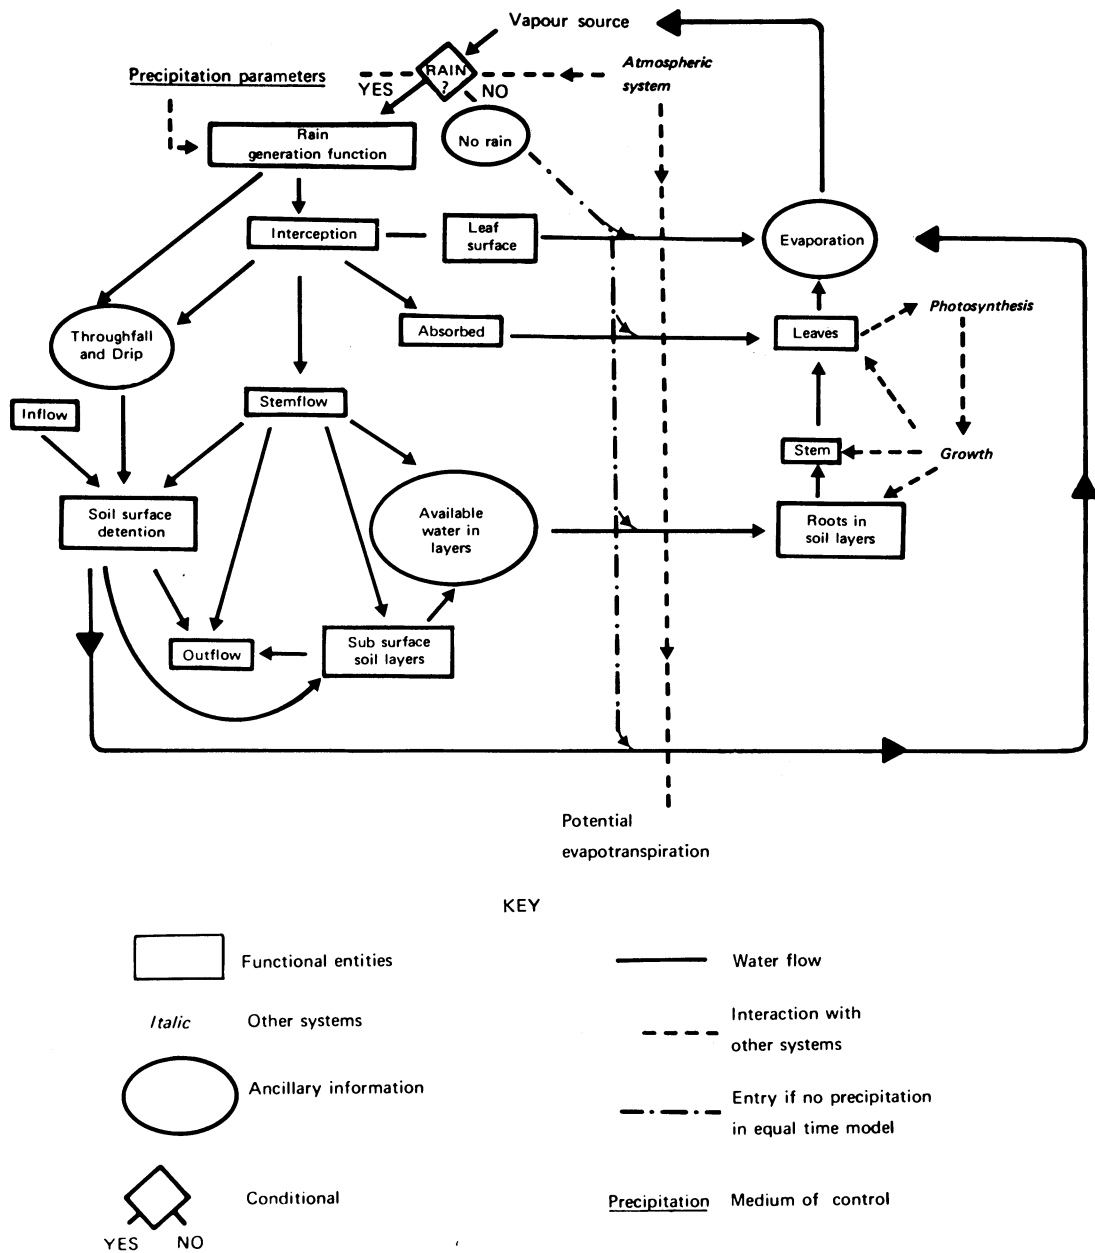 Vapour source
Precipitation parameters
RAIN
?
YES
NO
Atmospheric
system
Rain
generation function
No rain
Interception
Leaf
surface
Evaporation
Throughfall
and Drip
Absorbed
Leaves
Photosynthesis
Inflow
Stemflow
Stem
Growth
Soil surface
detention
Available
water in
layers
Roots in
soil layers
Outflow
Sub surface
soil layers
Potential
evapotranspiration
KEY
Functional entities
Water flow
Italic
Other systems
Interaction with
other systems
Ancillary information
Entry if no precipitation
in equal time model
Conditional
YES
NO
Precipitation
Medium of control